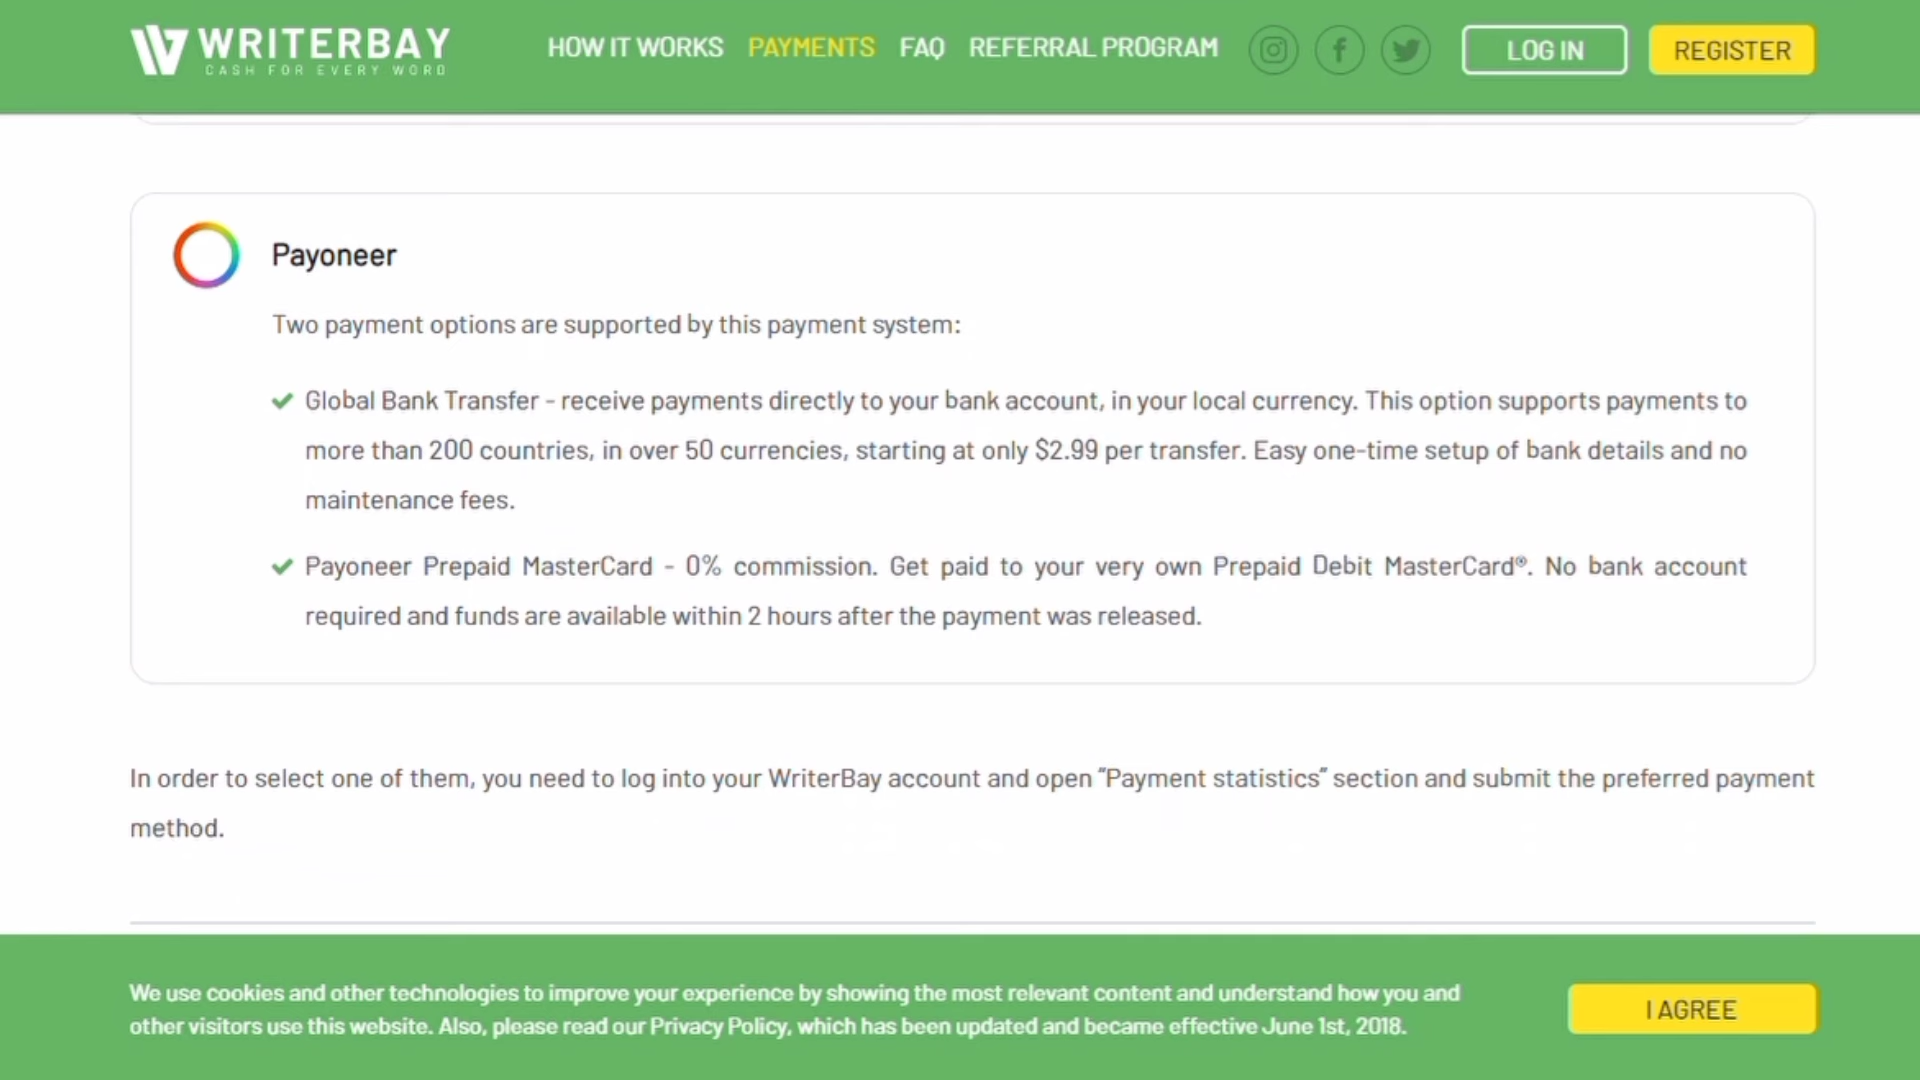 WRITERBAY
CASH FOR EVERY WORD
HOW IT WORKS
PAYMENTS
FAQ
REFERRAL PROGRAM
LOG IN
REGISTER
Payoneer
Two payment options are supported by this payment system:
Global Bank Transfer - receive payments directly to your bank account, in your local currency. This option supports payments to
more than 200 countries, in over 50 currencies, starting at only $2.99 per transfer. Easy one-time setup of bank details and no
maintenance fees.
Payoneer Prepaid MasterCard - 0% commission. Get paid to your very own Prepaid Debit MasterCard®. No bank account
required and funds are available within 2 hours after the payment was released.
In order to select one of them, you need to log into your WriterBay account and open “Payment statistics” section and submit the preferred payment
method.
We use cookies and other technologies to improve your experience by showing the most relevant content and understand how you and
other visitors use this website. Also, please read our Privacy Policy, which has been updated and became effective June 1st, 2018.
I AGREE